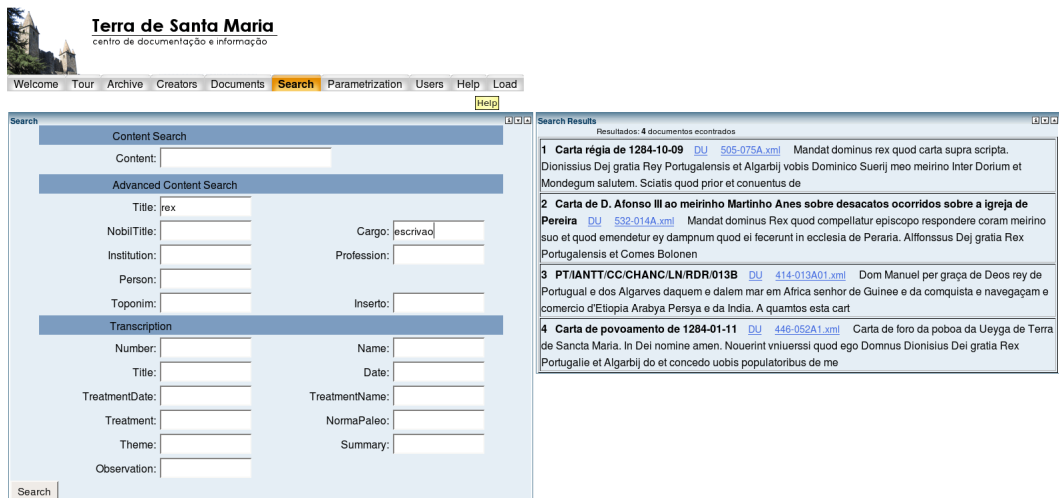 Terra de Santa Maria
centro de documentação e informação
Welcome Tour Archive Creators Documents Search Parametrization Users Help Load
Help
Search
Content Search
Content:
Advanced Content Search
Title: rex
NobilTitle: Cargo: escrivao
Institution: Profession:
Person:
Toponim: Inserto:
Transcription
Number: Name:
Title: Date:
TreatmentDate: TreatmentName:
Treatment: NormaPaleo:
Theme: Summary:
Observation:
Search
Search Results
Resultados: 4 documentos econtrados
1 Carta régia de 1284-10-09 DU 505-075A.xml Mandat dominus rex quod carta supra scripta.
Dionissius Dej gratia Rey Portugalensis et Algarbij vobis Dominico Suerij meo meirino Inter Dorium et
Mondegum salutem. Sciatis quod prior et conuentus de
2 Carta de D. Afonso III ao meirinho Martinho Anes sobre desacatos ocorridos sobre a igreja de
Pereira DU 532-014A.xml Mandat dominus Rex quod compellatur episcopo respondere coram meirino
suo et quod emendetur ey dampnum quod ei fecerunt in ecclesia de Peraria. Alffonssus Dej gratia Rex
Portugalensis et Comes Bolonen
3 PT/IANTT/CC/CHANC/LN/RDR/013B DU 414-013A01.xml Dom Manuel per graça de Deos rey de
Portugual e dos Algarves daquem e dalem mar em Africa senhor de Guinee e da comquista e navegaçam e
comercio d'Etiopia Arabya Persya e da India. A quamtos esta cart
4 Carta de povoamento de 1284-01-11 DU 446-052A1.xml Carta de foro da poboa da Ueyga de Terra
de Sancta Maria. In Dei nomine amen. Nouerint vniuerssi quod ego Domnus Dionisius Dei gratia Rex
Portugalie et Algarbij do et concedo uobis populatoribus de me